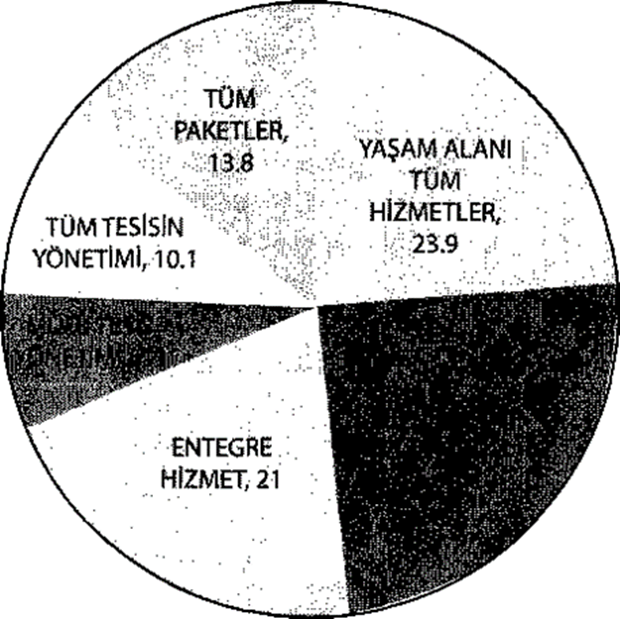 TÜM
PAKETLER,
13.8
YAŞAM ALANI
TÜM
HİZMETLER,
23.9
TÜM TESİSİN
YÖNETİMİ, 10.1
ENTEGRE
HİZMET, 21